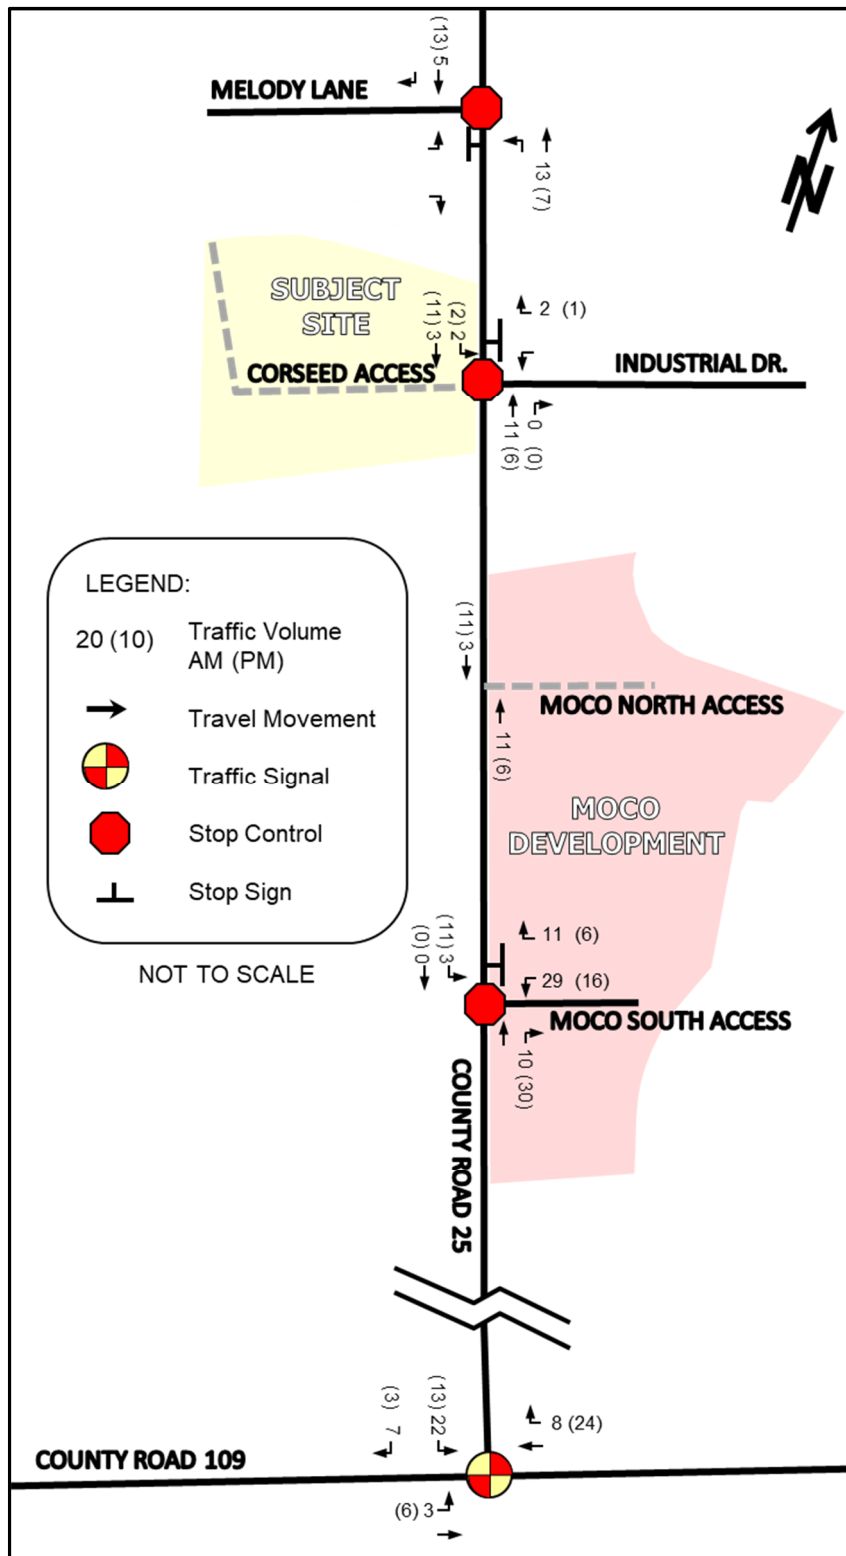 (13) 5
MELODY LANE
13 (7)
N
SUBJECT
SITE
(2) 2
(11) 3
2 (1)
CORSEED ACCESS
INDUSTRIAL DR.
0 (0)
11 (6)
LEGEND:
20 (10)
Traffic Volume
AM (PM)
Travel Movement
Traffic Signal
Stop Control
Stop Sign
NOT TO SCALE
(11) 3
MOCO NORTH ACCESS
11 (6)
MOCO
DEVELOPMENT
(11) 3
(0) 0
11 (6)
29 (16)
MOCO SOUTH ACCESS
10 (30)
COUNTY ROAD 25
(3) 7
(13) 22
8 (24)
COUNTY ROAD 109
(6) 3